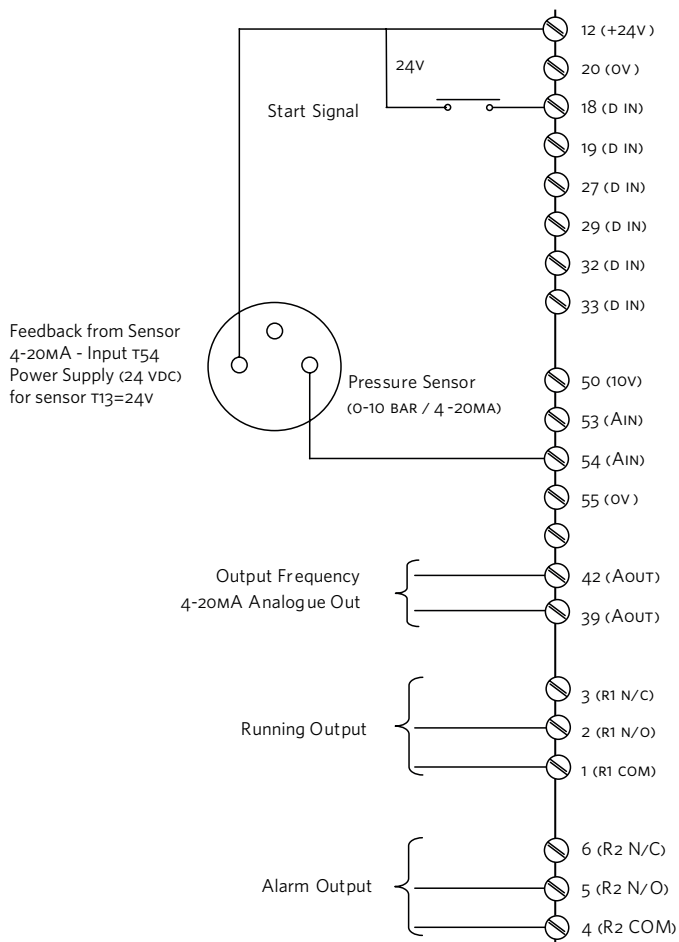 12 (+24V)
24V
20 (0V)
Start Signal
18 (D IN)
19 (D IN)
27 (D IN)
29 (D IN)
32 (D IN)
33 (D IN)
Feedback from Sensor
4-20MA - Input T54
Power Supply (24 VDC)
for sensor T13=24V
Pressure Sensor
(0-10 BAR / 4-20MA)
50 (10V)
53 (AIN)
54 (AIN)
55 (0V)
Output Frequency
4-20MA Analogue Out
42 (AOUT)
39 (AOUT)
3 (R1 N/C)
Running Output
2 (R1 N/O)
1 (R1 COM)
6 (R2 N/C)
Alarm Output
5 (R2 N/O)
4 (R2 COM)